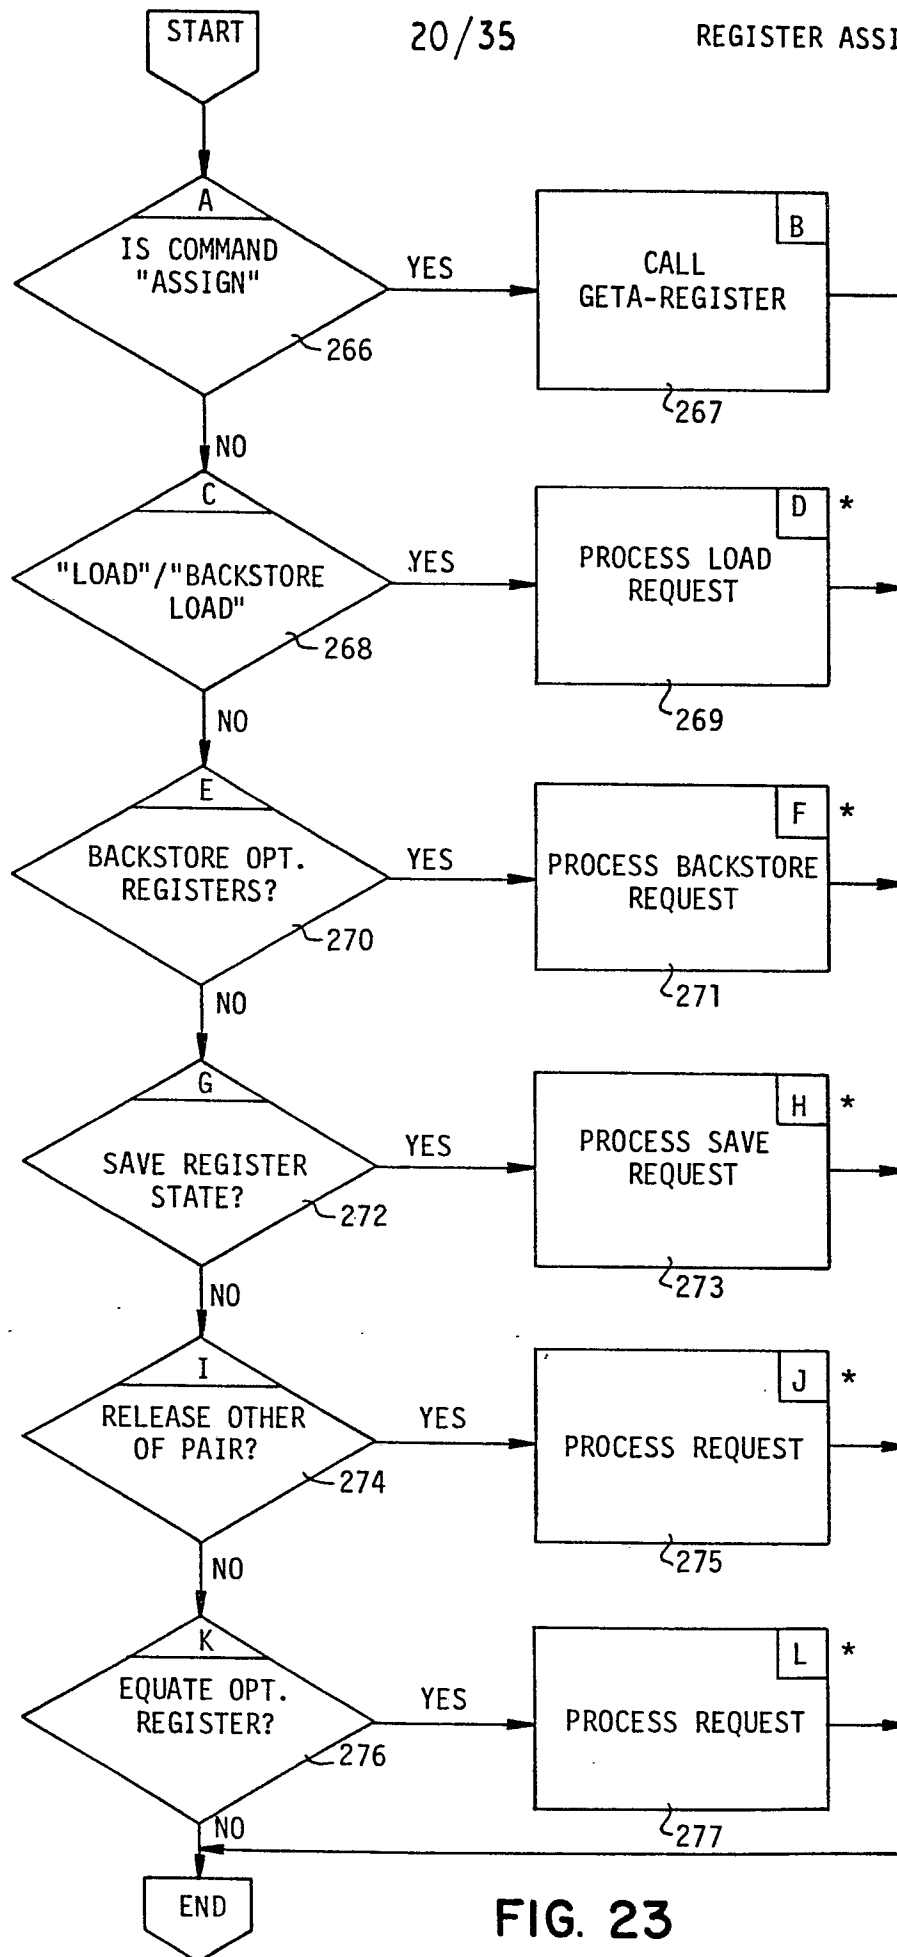 START
20/35
REGISTER ASSI
A
IS COMMAND
"ASSIGN"
YES
266
NO
B
CALL
GETA-REGISTER
267
C
"LOAD"/"BACKSTORE
LOAD"
YES
268
NO
D *
PROCESS LOAD
REQUEST
269
E
BACKSTORE OPT.
REGISTERS?
YES
270
NO
F *
PROCESS BACKSTORE
REQUEST
271
G
SAVE REGISTER
STATE?
YES
272
NO
H *
PROCESS SAVE
REQUEST
273
I
RELEASE OTHER
OF PAIR?
YES
274
NO
J *
PROCESS REQUEST
275
K
EQUATE OPT.
REGISTER?
YES
276
NO
L *
PROCESS REQUEST
277
END
FIG. 23